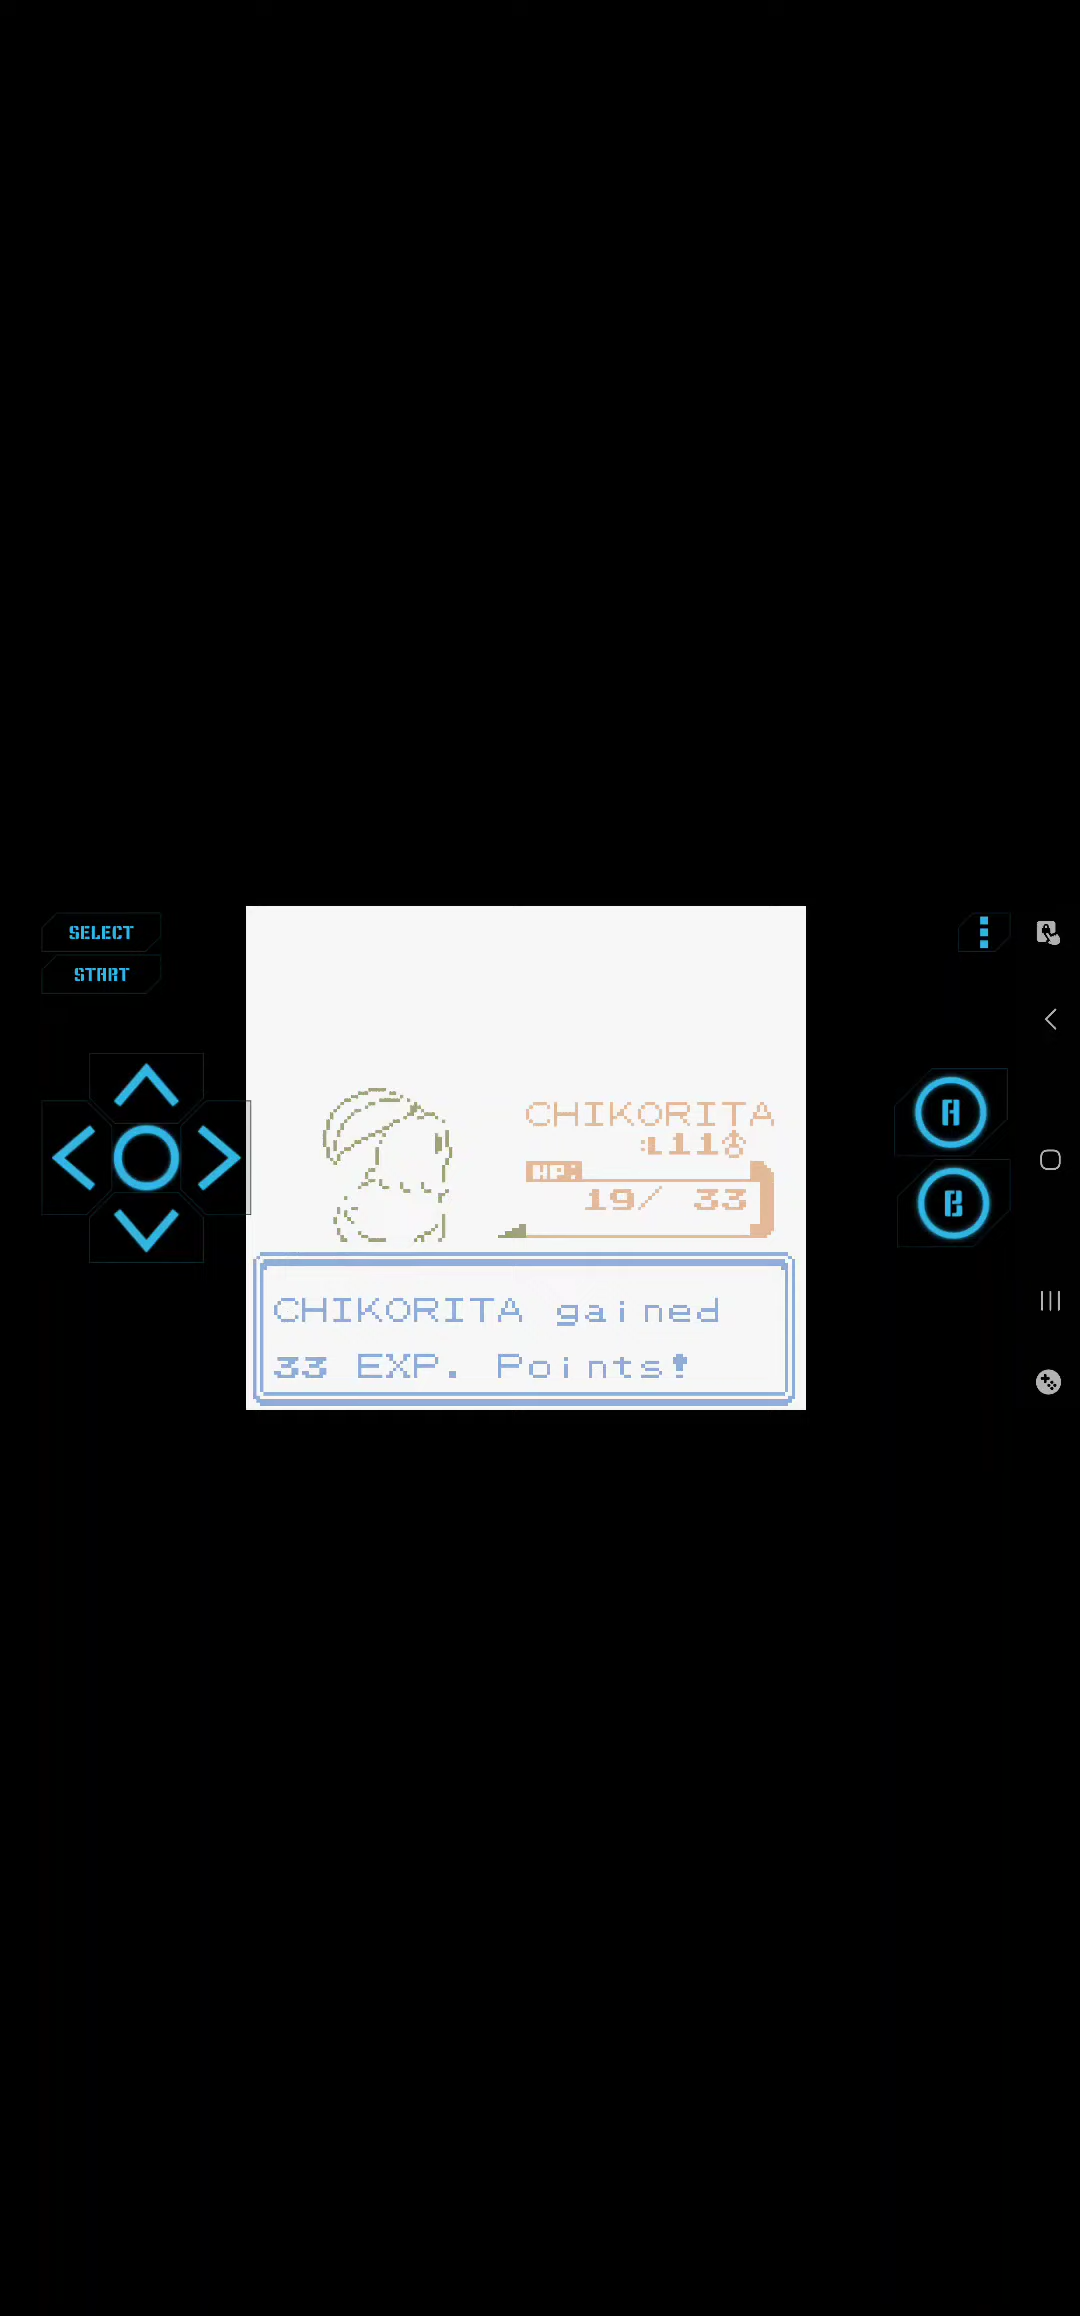 SELECT
START
CHIKORITA
:L11♂
HP:
19/ 33
A
B
CHIKORITA gained
33 EXP. Points!